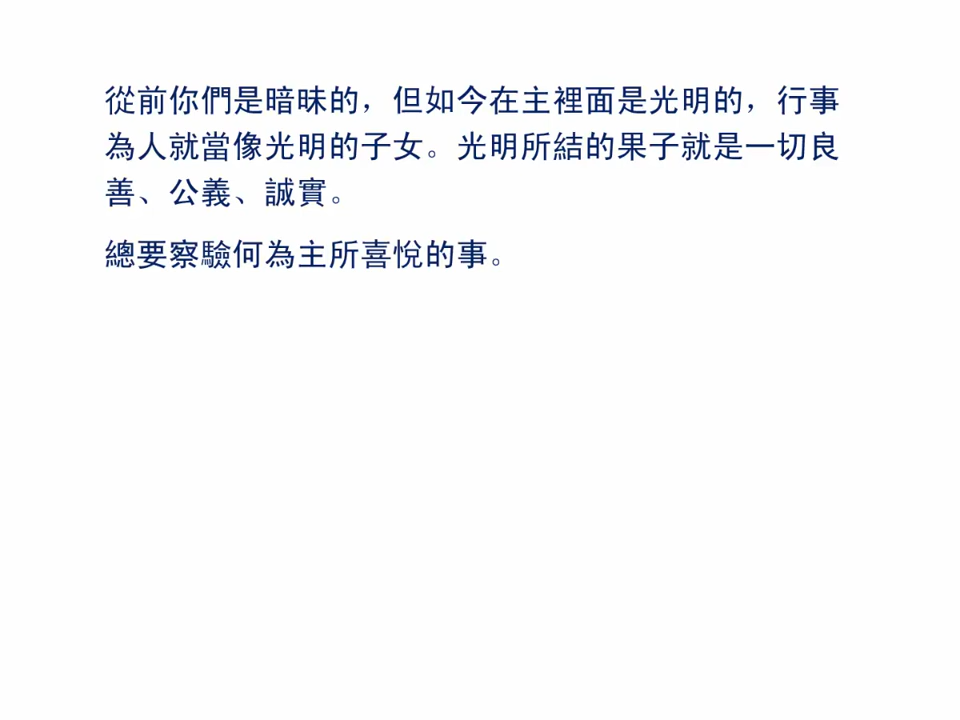 從前你們是暗昧的，但如今在主裡面是光明的，行事
為人就當像光明的子女。光明所結的果子就是一切良
善、公義、誠實。
總要察驗何為主所喜悅的事。